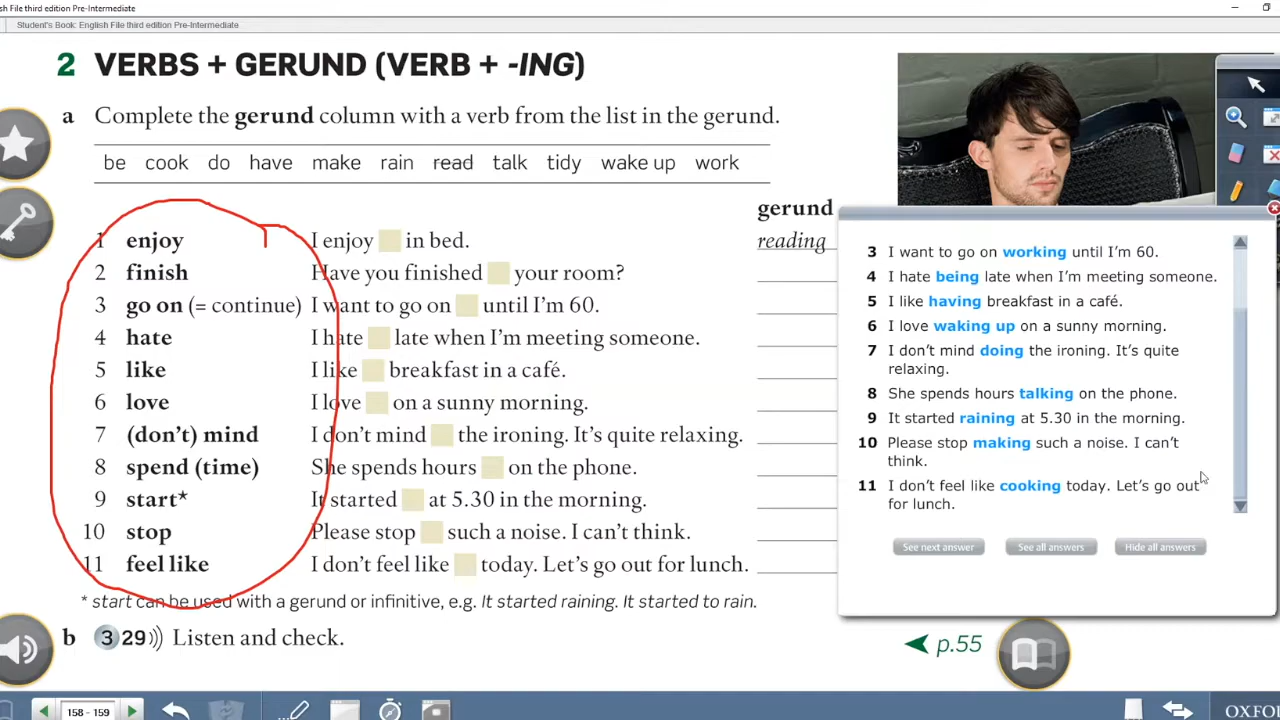 sh File third edition Pre-Intermediate
Student's Book: English File third edition Pre-Intermediate
2 VERBS + GERUND (VERB + -ING)
a Complete the gerund column with a verb from the list in the gerund.
be cook do have make rain read talk tidy wake up work
gerund
1 enjoy I enjoy in bed. reading
2 finish Have you finished your room?
3 go on (= continue) I want to go on until I'm 60.
4 hate I hate late when I'm meeting someone.
5 like I like breakfast in a café.
6 love I love on a sunny morning.
7 (don't) mind I don't mind the ironing. It's quite relaxing.
8 spend (time) She spends hours on the phone.
9 start* It started at 5.30 in the morning.
10 stop Please stop such a noise. I can't think.
11 feel like I don't feel like today. Let's go out for lunch.
* start can be used with a gerund or infinitive, e.g. It started raining. It started to rain.
b 3 29 Listen and check.
3 I want to go on working until I'm 60.
4 I hate being late when I'm meeting someone.
5 I like having breakfast in a café.
6 I love waking up on a sunny morning.
7 I don't mind doing the ironing. It's quite
relaxing.
8 She spends hours talking on the phone.
9 It started raining at 5.30 in the morning.
10 Please stop making such a noise. I can't
think.
11 I don't feel like cooking today. Let's go out
for lunch.
See next answer See all answers Hide all answers
p.55
158 - 159
OXFO